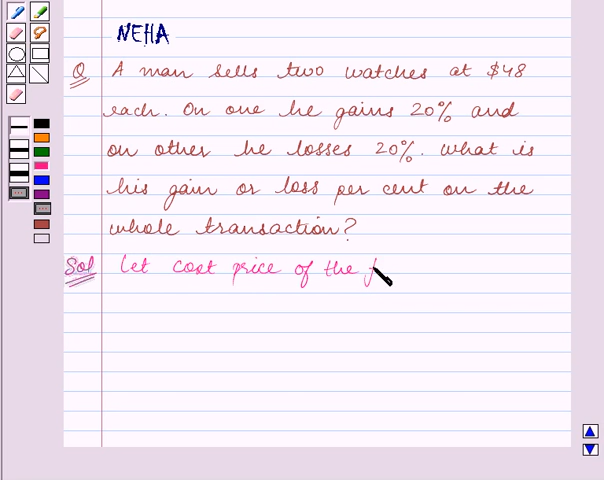 NEHA
Q A man sells two watches at $48
each. On one he gains 20% and
on other he losses 20%. What is
his gain or loss per cent on the
whole transaction?
Sol Let cost price of the f